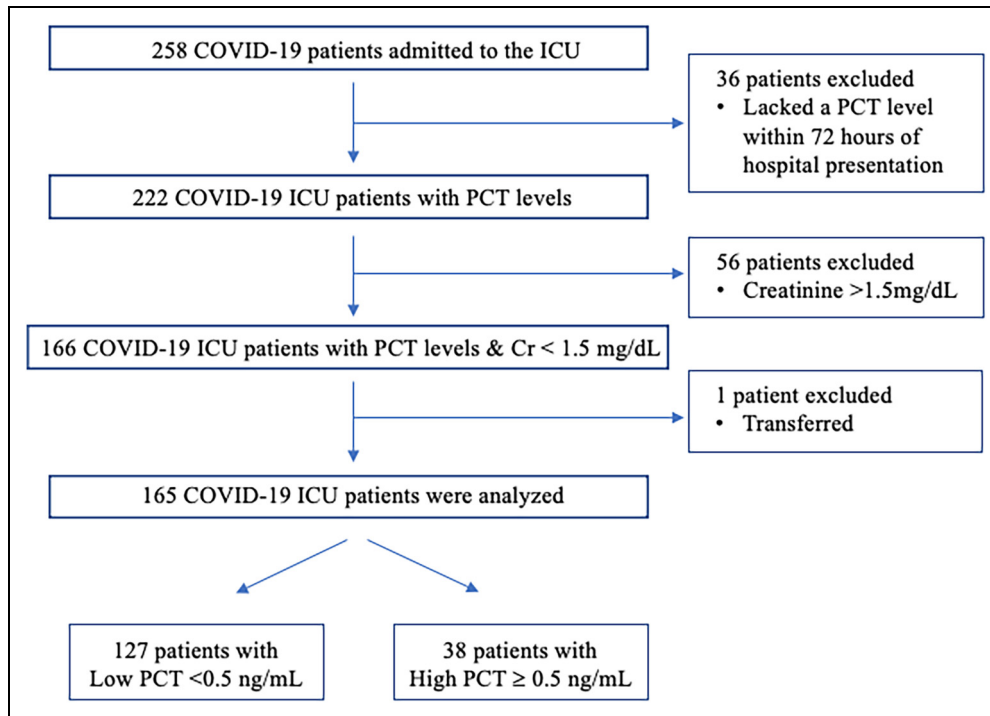 258 COVID-19 patients admitted to the ICU
36 patients excluded
• Lacked a PCT level
within 72 hours of
hospital presentation
222 COVID-19 ICU patients with PCT levels
56 patients excluded
• Creatinine >1.5mg/dL
166 COVID-19 ICU patients with PCT levels & Cr < 1.5 mg/dL
1 patient excluded
• Transferred
165 COVID-19 ICU patients were analyzed
127 patients with
Low PCT <0.5 ng/mL
38 patients with
High PCT ≥ 0.5 ng/mL